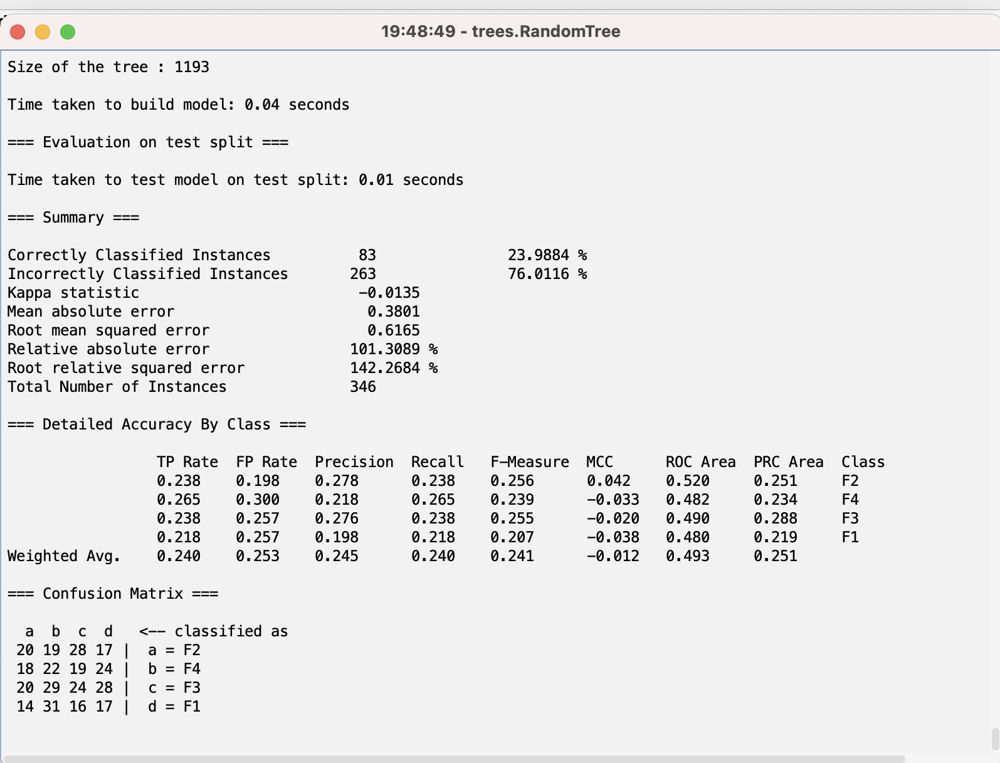 19:48:49 - trees.RandomTree
Size of the tree : 1193
Time taken to build model: 0.04 seconds
=== Evaluation on test split ===
Time taken to test model on test split: 0.01 seconds
=== Summary ===
Correctly Classified Instances          83               23.9884 %
Incorrectly Classified Instances       263               76.0116 %
Kappa statistic                         -0.0135
Mean absolute error                      0.3801
Root mean squared error                  0.6165
Relative absolute error                101.3089 %
Root relative squared error            142.2684 %
Total Number of Instances              346
=== Detailed Accuracy By Class ===
                 TP Rate  FP Rate  Precision  Recall   F-Measure  MCC      ROC Area  PRC Area  Class
                 0.238    0.198    0.278      0.238    0.256      0.042    0.520     0.251     F2
                 0.265    0.300    0.218      0.265    0.239      -0.033   0.482     0.234     F4
                 0.238    0.257    0.276      0.238    0.255      -0.020   0.490     0.288     F3
                 0.218    0.257    0.198      0.218    0.207      -0.038   0.480     0.219     F1
Weighted Avg.    0.240    0.253    0.245      0.240    0.241      -0.012   0.493     0.251
=== Confusion Matrix ===
  a  b  c  d   <-- classified as
 20 19 28 17 |  a = F2
 18 22 19 24 |  b = F4
 20 29 24 28 |  c = F3
 14 31 16 17 |  d = F1